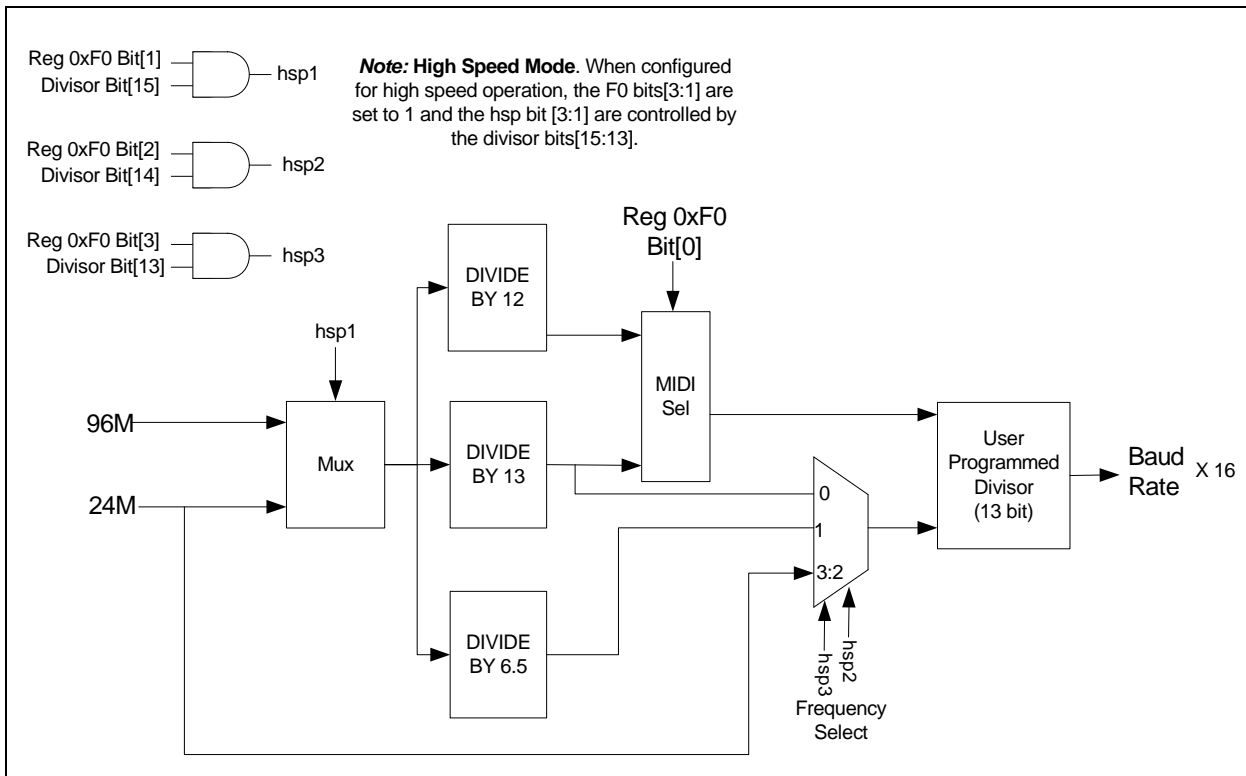 Reg 0xF0 Bit[1]
Divisor Bit[15]
hsp1
Note: High Speed Mode. When configured
for high speed operation, the F0 bits[3:1] are
set to 1 and the hsp bit [3:1] are controlled by
the divisor bits[15:13].
Reg 0xF0 Bit[2]
Divisor Bit[14]
hsp2
Reg 0xF0 Bit[3]
Divisor Bit[13]
hsp3
Reg 0xF0
Bit[0]
DIVIDE
BY 12
hsp1
MIDI
Sel
96M
24M
Mux
DIVIDE
BY 13
0
1
3:2
User
Programmed
Divisor
(13 bit)
Baud
Rate
X 16
DIVIDE
BY 6.5
hsp3
hsp2
Frequency
Select